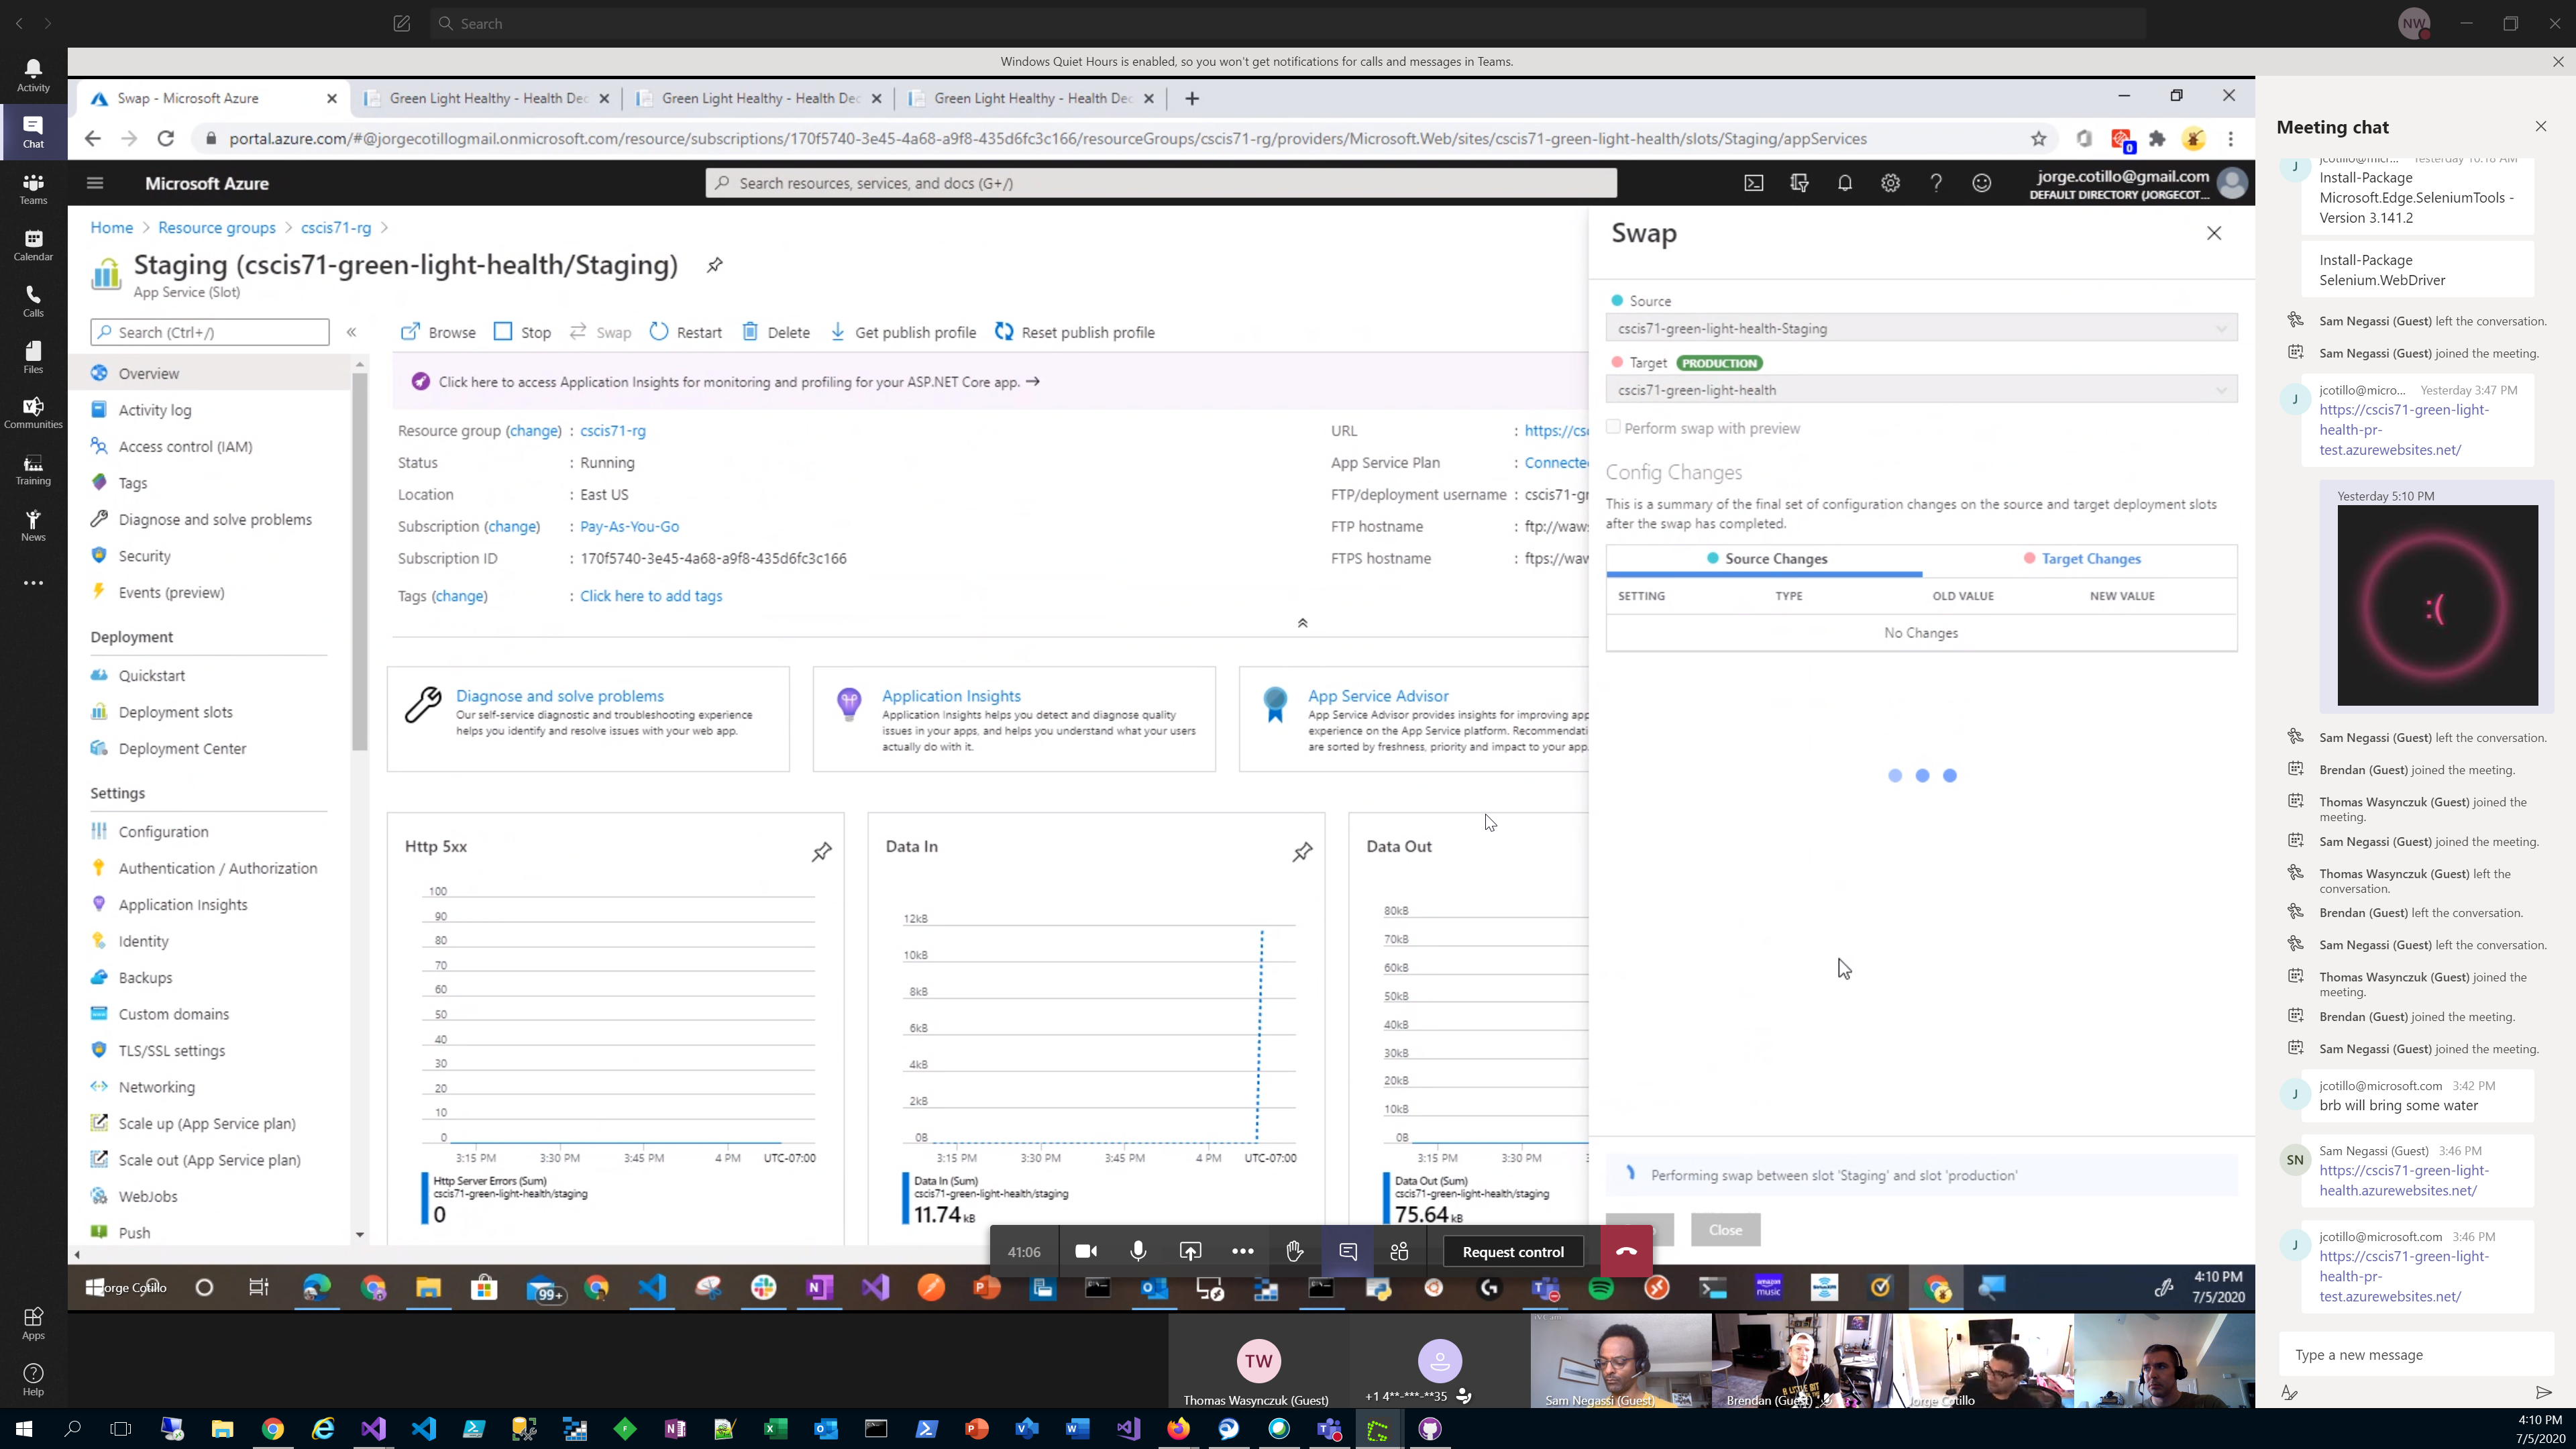 Search
NW
Windows Quiet Hours is enabled, so you won't get notifications for calls and messages in Teams.
Activity
Chat
Teams
Calendar
Calls
Files
Communities
Training
News
Apps
Help
Swap - Microsoft Azure
Green Light Healthy - Health Dec
Green Light Healthy - Health Dec
Green Light Healthy - Health Dec
portal.azure.com/#@jorgecotillogmail.onmicrosoft.com/resource/subscriptions/170f5740-3e45-4a68-a9f8-435d6fc3c166/resourceGroups/cscis71-rg/providers/Microsoft.Web/sites/cscis71-green-light-health/slots/Staging/appServices
0
Microsoft Azure
Search resources, services, and docs (G+/)
jorge.cotillo@gmail.com
DEFAULT DIRECTORY (JORGECOT...
Home > Resource groups > cscis71-rg >
Staging (cscis71-green-light-health/Staging)
App Service (Slot)
Search (Ctrl+/)
Overview
Activity log
Access control (IAM)
Tags
Diagnose and solve problems
Security
Events (preview)
Deployment
Quickstart
Deployment slots
Deployment Center
Settings
Configuration
Authentication / Authorization
Application Insights
Identity
Backups
Custom domains
TLS/SSL settings
Networking
Scale up (App Service plan)
Scale out (App Service plan)
WebJobs
Push
Browse Stop Swap Restart Delete Get publish profile Reset publish profile
Click here to access Application Insights for monitoring and profiling for your ASP.NET Core app. →
Resource group (change) : cscis71-rg
Status : Running
Location : East US
Subscription (change) : Pay-As-You-Go
Subscription ID : 170f5740-3e45-4a68-a9f8-435d6fc3c166
Tags (change) : Click here to add tags
URL : https://csc
App Service Plan : Connecte
FTP/deployment username : cscis71-gr
FTP hostname : ftp://waws
FTPS hostname : ftps://waw
Diagnose and solve problems
Our self-service diagnostic and troubleshooting experience
helps you identify and resolve issues with your web app.
Application Insights
Application Insights helps you detect and diagnose quality
issues in your apps, and helps you understand what your users
actually do with it.
App Service Advisor
App Service Advisor provides insights for improving app
experience on the App Service platform. Recommendati
are sorted by freshness, priority and impact to your app.
Http 5xx
100
90
80
70
60
50
40
30
20
10
0
3:15 PM 3:30 PM 3:45 PM 4 PM UTC-07:00
Http Server Errors (Sum)
cscis71-green-light-health/staging
0
Data In
12kB
10kB
8kB
6kB
4kB
2kB
0B
3:15 PM 3:30 PM 3:45 PM 4 PM UTC-07:00
Data In (Sum)
cscis71-green-light-health/staging
11.74 kB
Data Out
80kB
70kB
60kB
50kB
40kB
30kB
20kB
10kB
0B
3:15 PM 3:30 PM 3
Data Out (Sum)
cscis71-green-light-health/staging
75.64 kB
Swap
Source
cscis71-green-light-health-Staging
Target PRODUCTION
cscis71-green-light-health
Perform swap with preview
Config Changes
This is a summary of the final set of configuration changes on the source and target deployment slots
after the swap has completed.
Source Changes Target Changes
SETTING TYPE OLD VALUE NEW VALUE
No Changes
Performing swap between slot 'Staging' and slot 'production'
Close
41:06
Request control
orge Cotillo
99+
amazon music
4:10 PM
7/5/2020
TW
Thomas Wasynczuk (Guest)
+1 4**-***-**35
Sam Negassi (Guest)
Brendan (Guest)
Jorge Cotillo
Meeting chat
J
jcotillo@micr... Yesterday 10:18 AM
Install-Package
Microsoft.Edge.SeleniumTools -
Version 3.141.2
Install-Package
Selenium.WebDriver
Sam Negassi (Guest) left the conversation.
Sam Negassi (Guest) joined the meeting.
J
jcotillo@micro... Yesterday 3:47 PM
https://cscis71-green-light-
health-pr-
test.azurewebsites.net/
Yesterday 5:10 PM
:(
Sam Negassi (Guest) left the conversation.
Brendan (Guest) joined the meeting.
Thomas Wasynczuk (Guest) joined the
meeting.
Sam Negassi (Guest) joined the meeting.
Thomas Wasynczuk (Guest) left the
conversation.
Brendan (Guest) left the conversation.
Sam Negassi (Guest) left the conversation.
Thomas Wasynczuk (Guest) joined the
meeting.
Brendan (Guest) joined the meeting.
Sam Negassi (Guest) joined the meeting.
J
jcotillo@microsoft.com 3:42 PM
brb will bring some water
SN
Sam Negassi (Guest) 3:46 PM
https://cscis71-green-light-
health.azurewebsites.net/
J
jcotillo@microsoft.com 3:46 PM
https://cscis71-green-light-
health-pr-
test.azurewebsites.net/
Type a new message
4:10 PM
7/5/2020